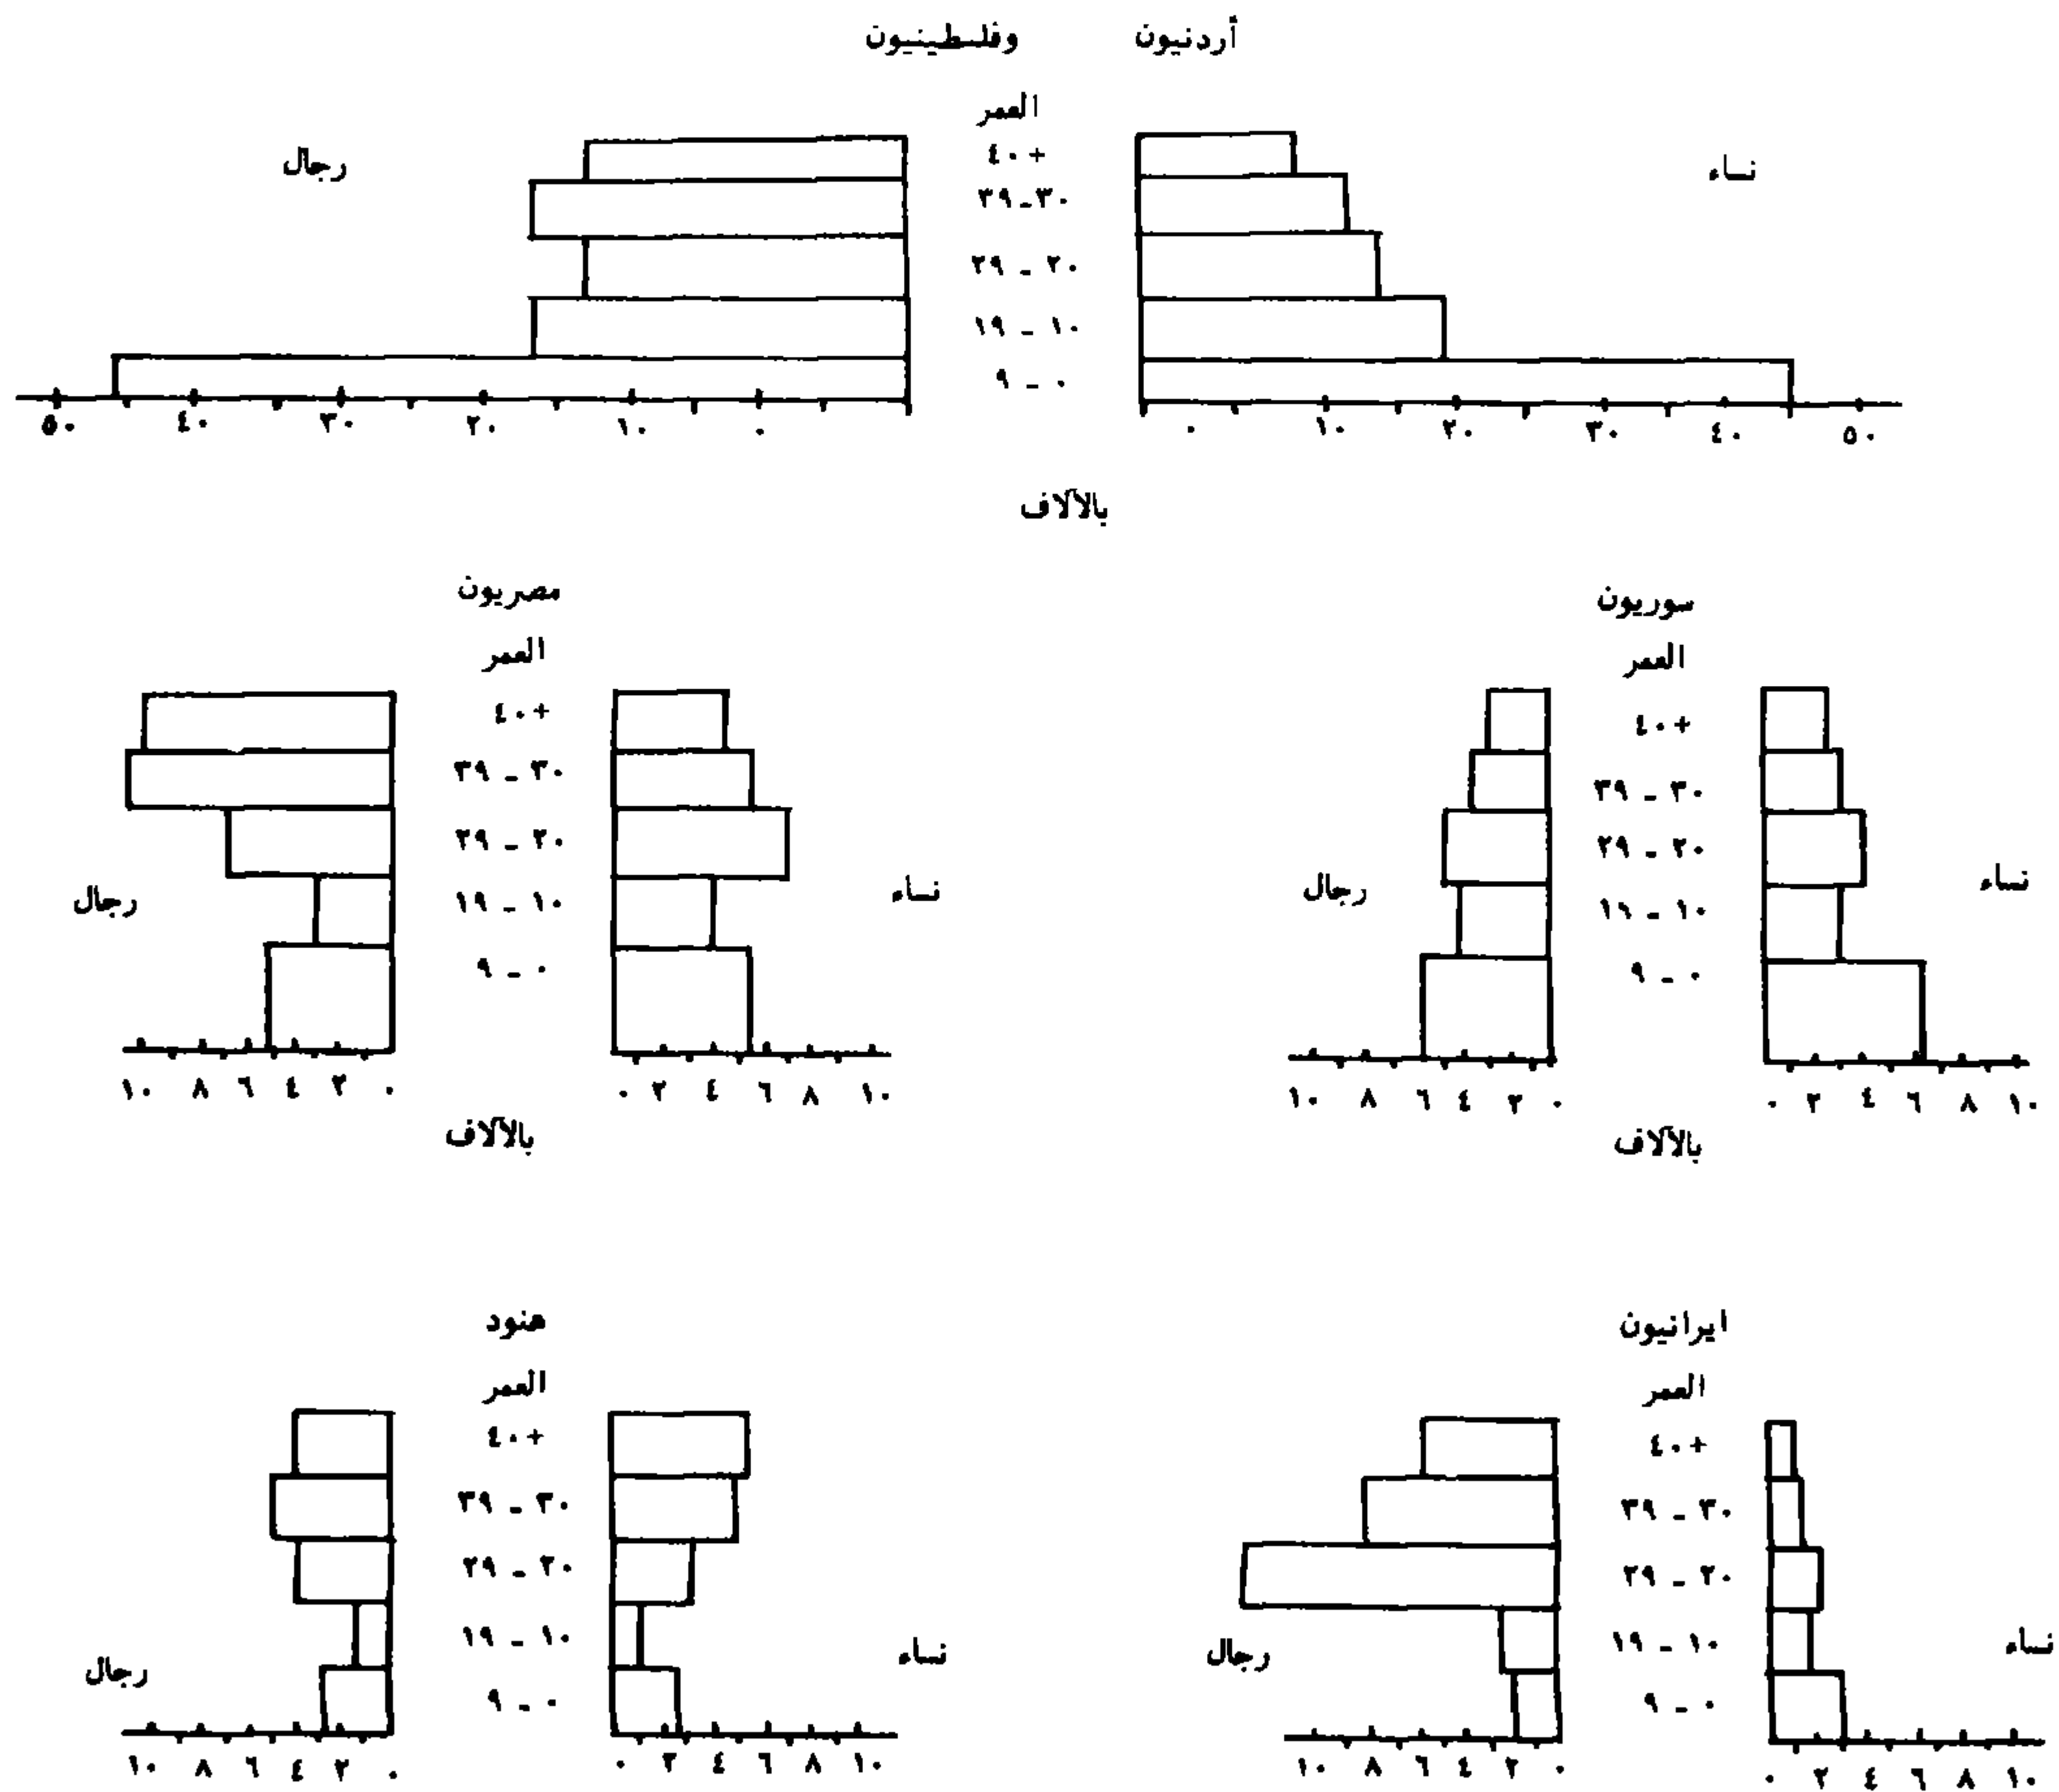 أردنيون وفلسطينيون
العمر
رجال
نساء
٤٠+
٣٠-٣٩
٢٠ - ٢٩
١٠ - ١٩
٠ - ٩
٥٠ ٤٠ ٣٠ ٢٠ ١٠ ٠
٠ ١٠ ٢٠ ٣٠ ٤٠ ٥٠
بالآلاف
سوريون
العمر
٤٠+
٣٠ - ٣٩
٢٠ - ٢٩
١٠ - ١٩
٠ - ٩
نساء
رجال
١٠ ٨ ٦ ٤ ٢ ٠
٠ ٢ ٤ ٦ ٨ ١٠
بالآلاف
مصريون
العمر
٤٠+
٣٠ - ٣٩
٢٠ - ٢٩
١٠ - ١٩
٠ - ٩
نساء
رجال
١٠ ٨ ٦ ٤ ٢ ٠
٠ ٢ ٤ ٦ ٨ ١٠
بالآلاف
ايرانيون
العمر
٤٠+
٣٠ - ٣٩
٢٠ - ٢٩
١٠ - ١٩
٠ - ٩
نساء
رجال
١٠ ٨ ٦ ٤ ٢ ٠
٠ ٢ ٤ ٦ ٨ ١٠
هنود
العمر
٤٠+
٣٠ - ٣٩
٢٠ - ٢٩
١٠ - ١٩
٠ - ٩
نساء
رجال
١٠ ٨ ٦ ٤ ٢ ٠
٠ ٢ ٤ ٦ ٨ ١٠